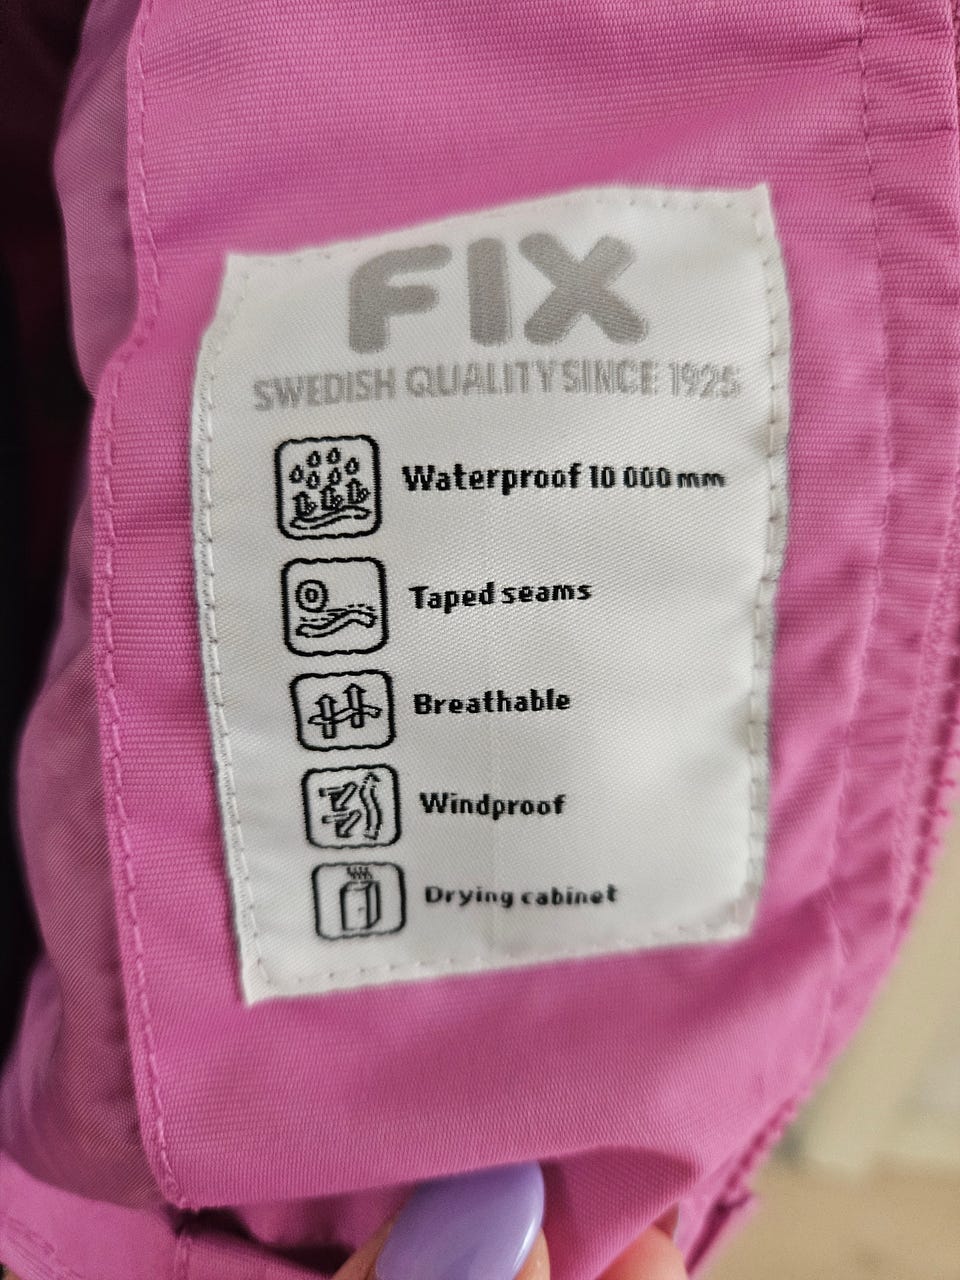 FIX
SWEDISH QUALITY SINCE 1925
Waterproof 10 000 mm
Taped seams
Breathable
Windproof
Drying cabinet